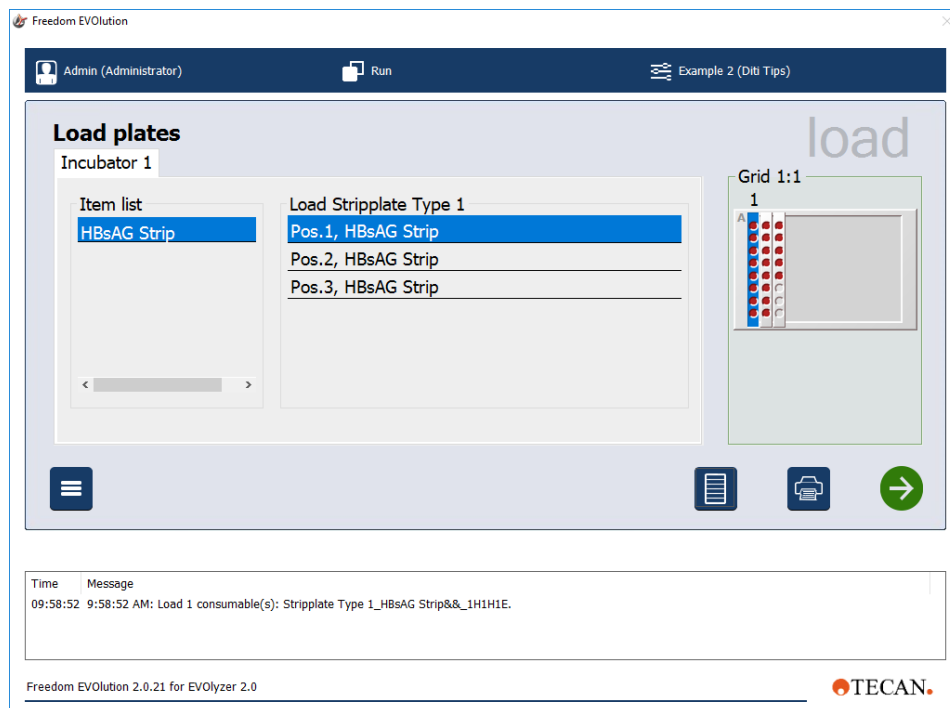 Freedom EVOlution
Admin (Administrator)
Run
Example 2 (Diti Tips)
Load plates
load
Incubator 1
Item list
HBsAG Strip
Load Stripplate Type 1
Pos.1, HBsAG Strip
Pos.2, HBsAG Strip
Pos.3, HBsAG Strip
Grid 1:1
1
A
Time Message
09:58:52 9:58:52 AM: Load 1 consumable(s): Stripplate Type 1_HBsAG Strip&&_1H1H1E.
Freedom EVOlution 2.0.21 for EVOlyzer 2.0
TECAN.